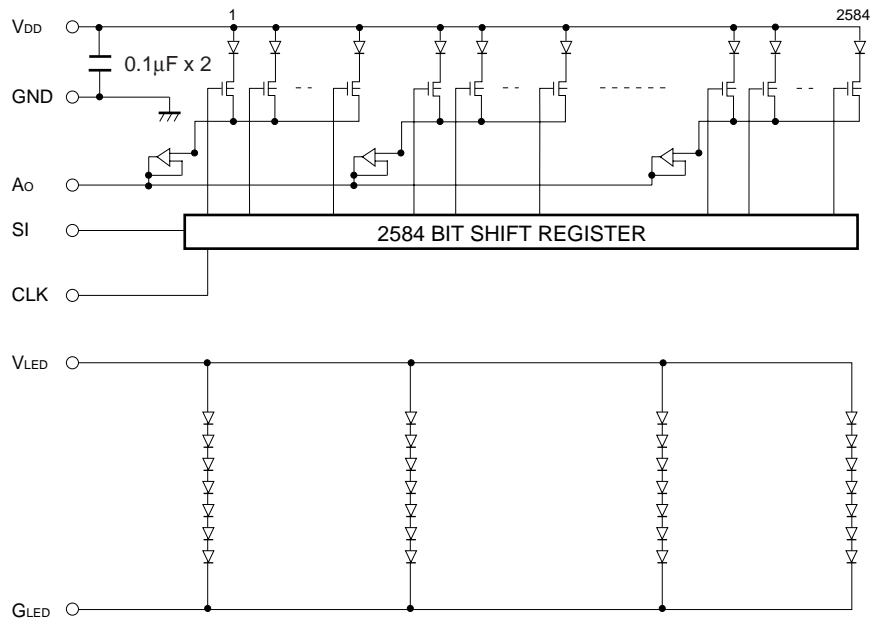 1
2584
VDD
0.1µF x 2
GND
AO
SI
2584 BIT SHIFT REGISTER
CLK
VLED
GLED